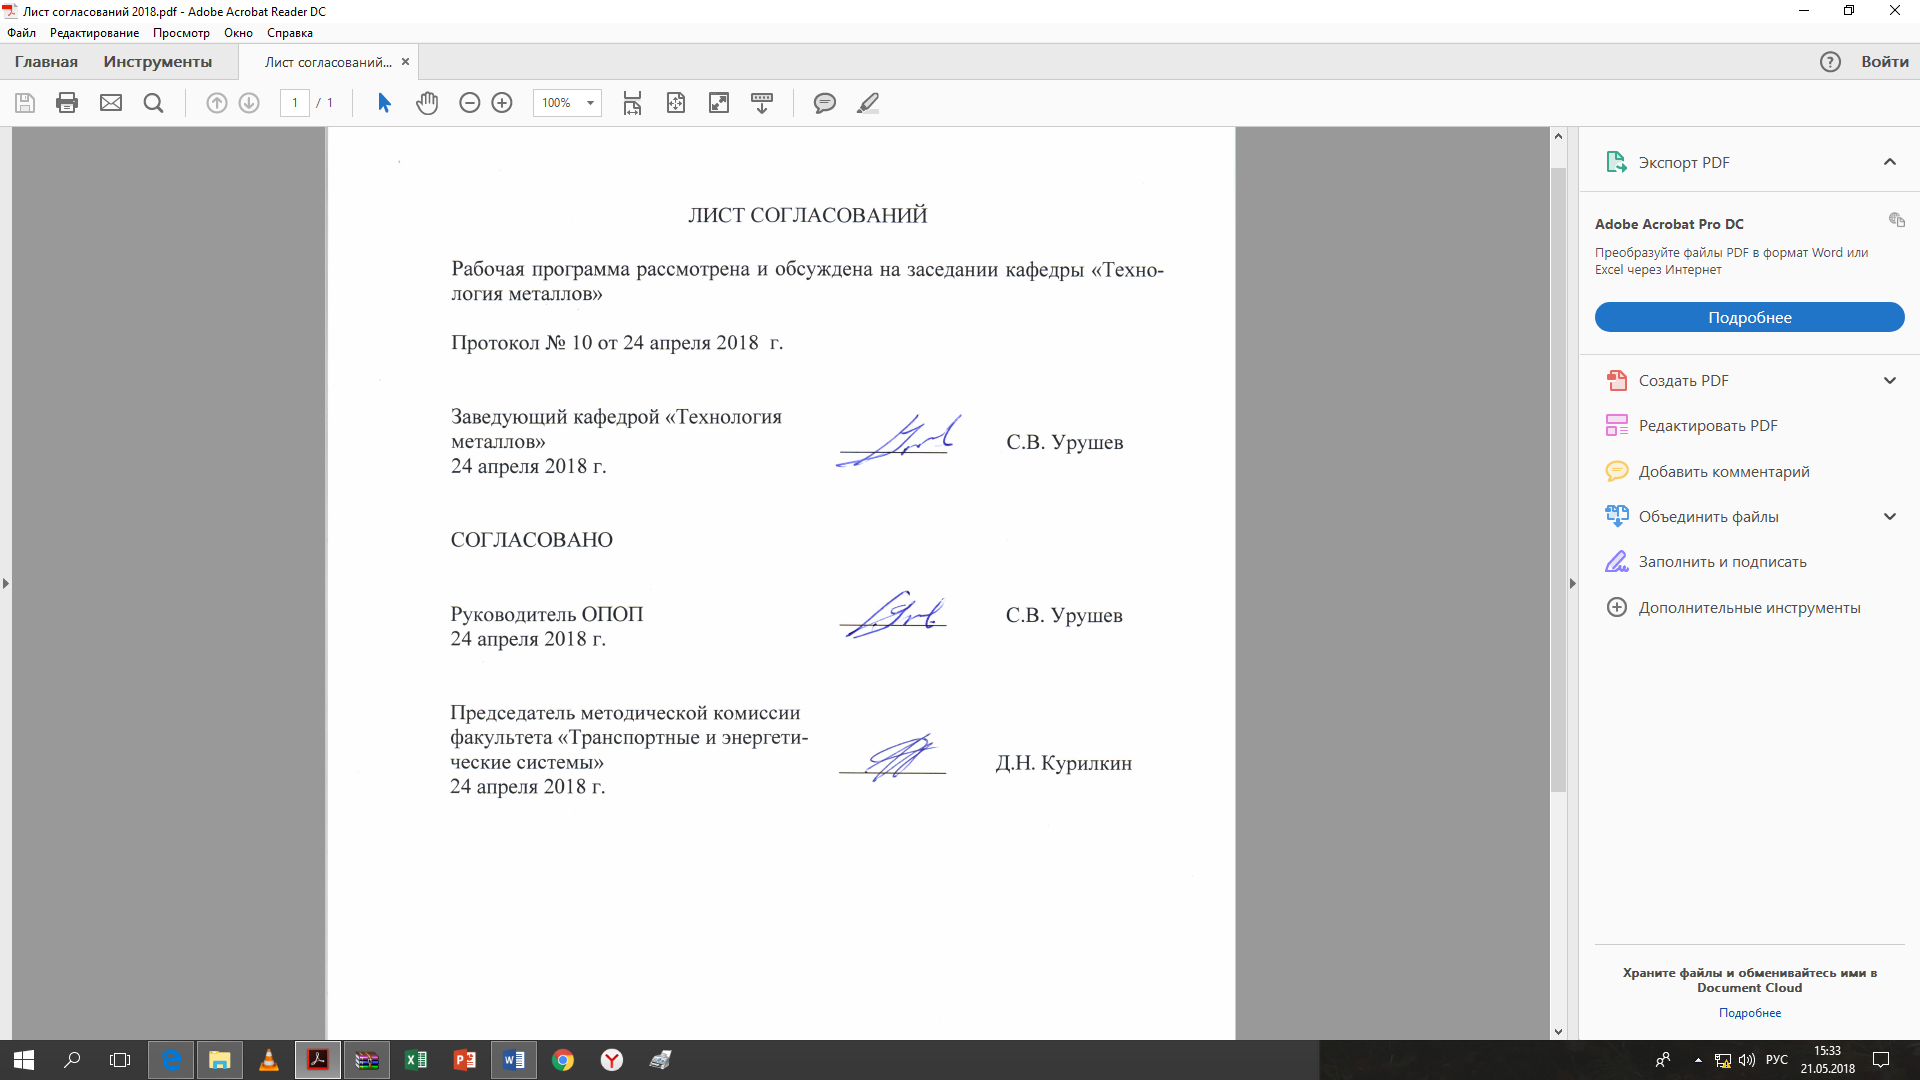 Лист согласований 2018.pdf - Adobe Acrobat Reader DC
Файл Редактирование Просмотр Окно Справка
Главная Инструменты Лист согласований... × ? Войти
1 / 1 100%
ЛИСТ СОГЛАСОВАНИЙ
Рабочая программа рассмотрена и обсуждена на заседании кафедры «Техно-
логия металлов»
Протокол № 10 от 24 апреля 2018 г.
Заведующий кафедрой «Технология
металлов» С.В. Урушев
24 апреля 2018 г.
СОГЛАСОВАНО
Руководитель ОПОП С.В. Урушев
24 апреля 2018 г.
Председатель методической комиссии
факультета «Транспортные и энергети-
ческие системы» Д.Н. Курилкин
24 апреля 2018 г.
Экспорт PDF
Adobe Acrobat Pro DC
Преобразуйте файлы PDF в формат Word или
Excel через Интернет
Подробнее
Создать PDF
Редактировать PDF
Добавить комментарий
Объединить файлы
Заполнить и подписать
Дополнительные инструменты
Храните файлы и обменивайтесь ими в
Document Cloud
Подробнее
РУС
15:33
21.05.2018